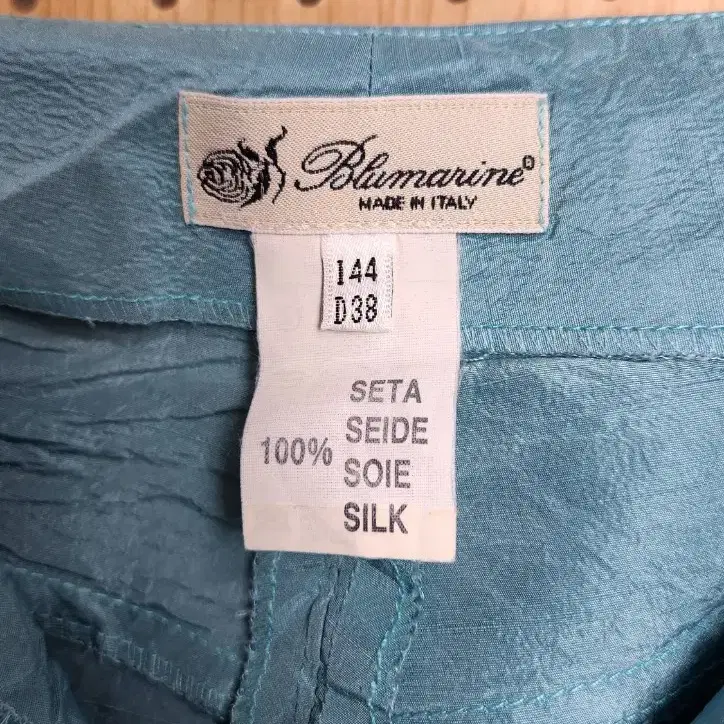 Blumarine®
MADE IN ITALY
I44
D38
SETA
SEIDE
100%
SOIE
SILK